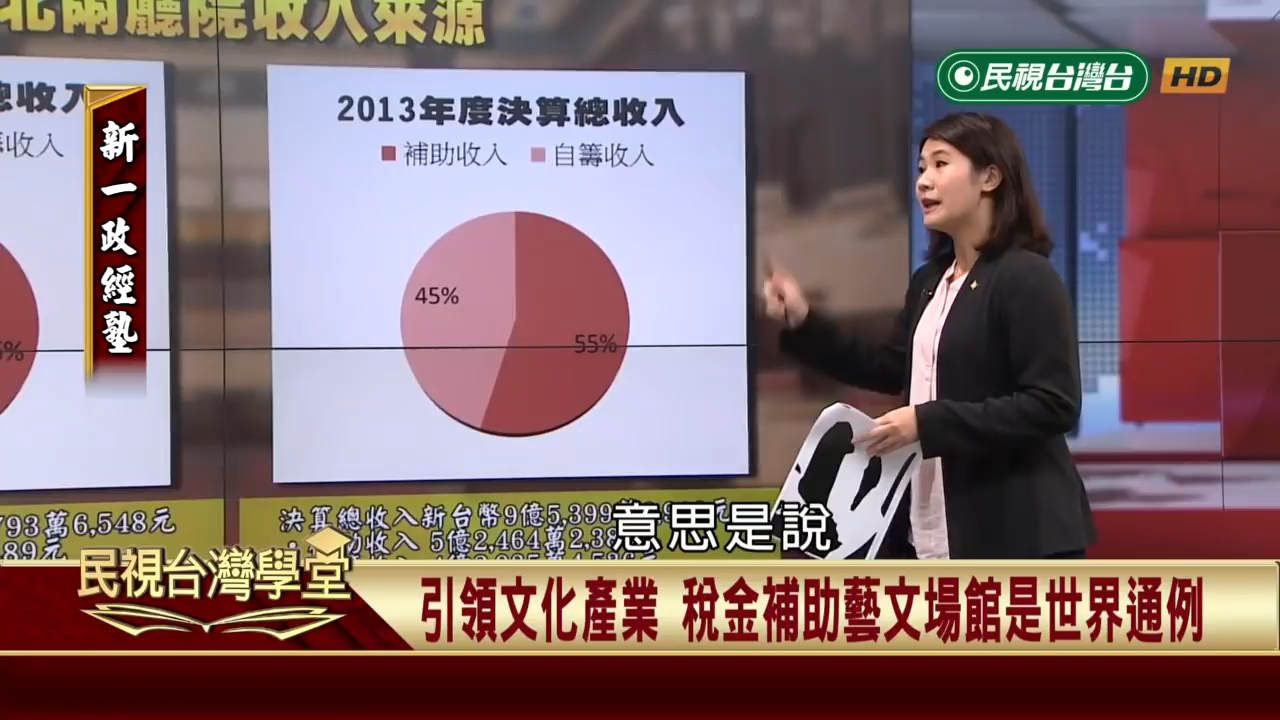 北兩廳院收入來源
民視台灣台
HD
總收入
收入
2013年度決算總收入
補助收入
自籌收入
新一政經塾
45%
55%
%
793萬6,548元
89元
決算總收入新台幣9億5,399
收入 5億2,464萬2,38
意思是說
民視台灣學堂
引領文化產業 稅金補助藝文場館是世界通例